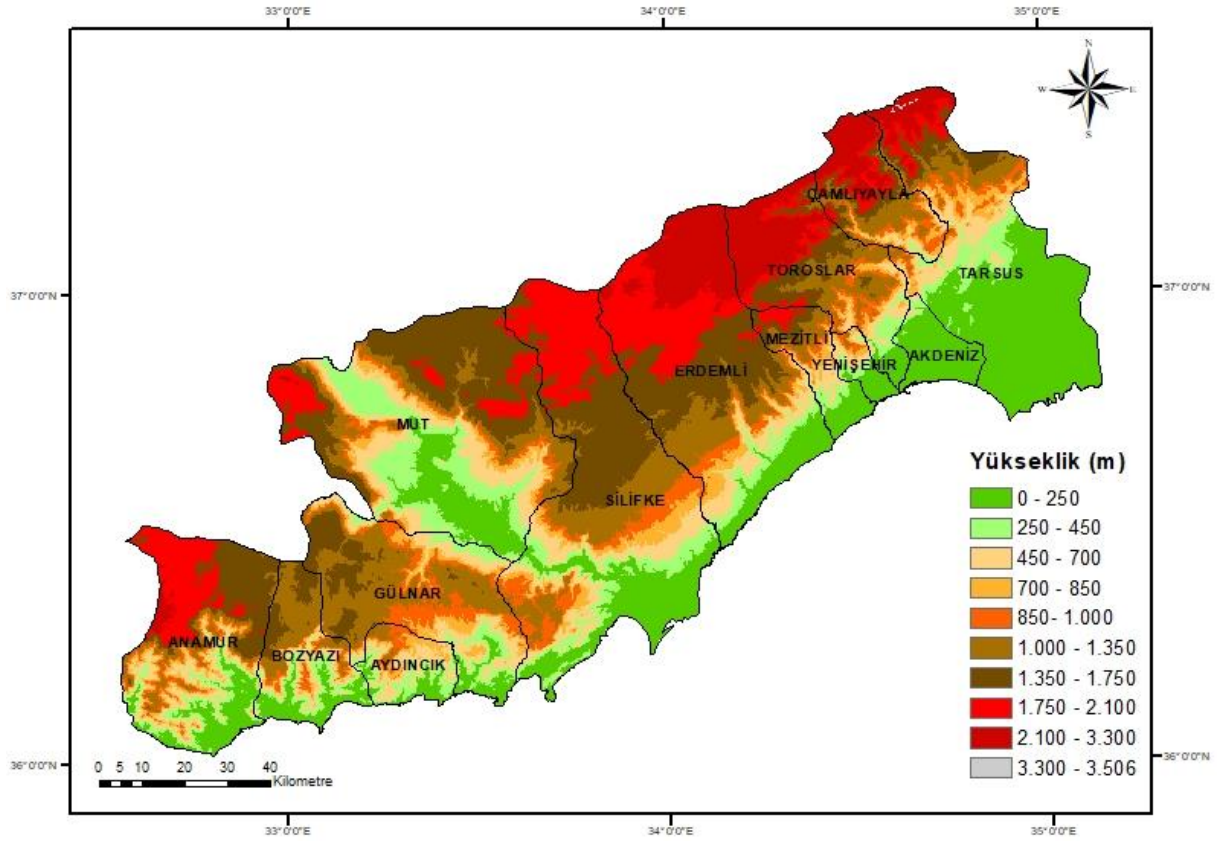 33°0'0"E 34°0'0"E 35°0'0"E
N
W E
S
ÇAMLIYAYLA
TOROSLAR TARSUS
37°0'0"N 37°0'0"N
MEZİTLİ
YENİŞEHİR AKDENİZ
ERDEMLİ
MUT
Yükseklik (m)
0 - 250
SİLİFKE
250 - 450
450 - 700
700 - 850
GÜLNAR
850 - 1.000
ANAMUR BOZYAZI AYDINCIK
1.000 - 1.350
1.350 - 1.750
1.750 - 2.100
2.100 - 3.300
3.300 - 3.506
36°0'0"N 36°0'0"N
0 5 10 20 30 40
Kilometre
33°0'0"E 34°0'0"E 35°0'0"E